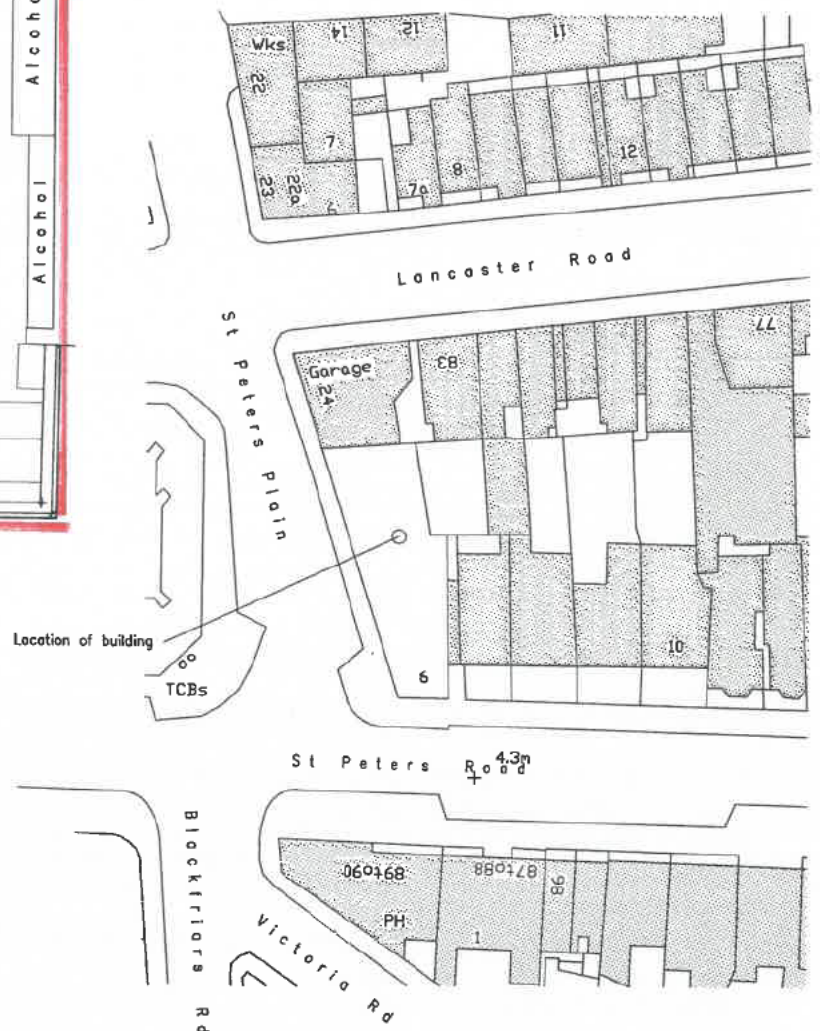 Alcohol
Alcohol
Wks
22
14
12
11
7
23
22a
7a
8
12
Lancaster Road
St Peters Plain
Garage
24
83
77
Location of building
TCBs
6
10
St Peters Road
4.3m
Blackfriars Rd
89to90
87to88
86
PH
1
Victoria Rd